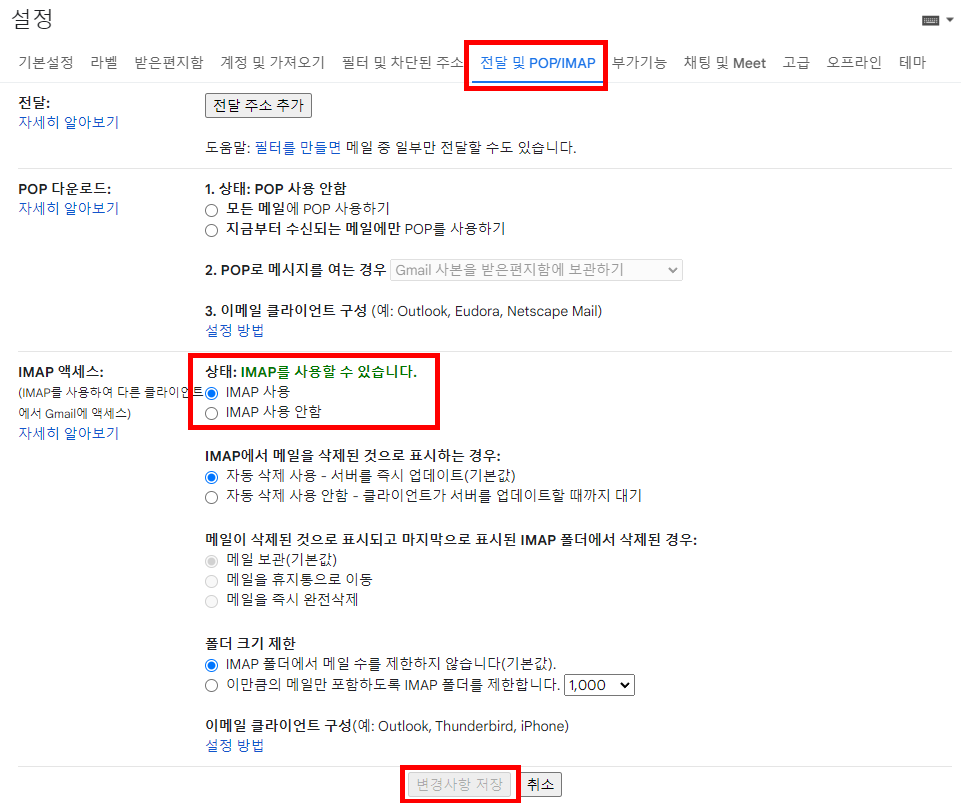 설정
기본설정 라벨 받은편지함 계정 및 가져오기 필터 및 차단된 주소 전달 및 POP/IMAP 부가기능 채팅 및 Meet 고급 오프라인 테마
전달:
자세히 알아보기
전달 주소 추가
도움말: 필터를 만들면 메일 중 일부만 전달할 수도 있습니다.
POP 다운로드:
자세히 알아보기
1. 상태: POP 사용 안함
모든 메일에 POP 사용하기
지금부터 수신되는 메일에만 POP를 사용하기
2. POP로 메시지를 여는 경우 Gmail 사본을 받은편지함에 보관하기
3. 이메일 클라이언트 구성 (예: Outlook, Eudora, Netscape Mail)
설정 방법
IMAP 액세스:
(IMAP를 사용하여 다른 클라이언트
에서 Gmail에 액세스)
자세히 알아보기
상태: IMAP를 사용할 수 있습니다.
IMAP 사용
IMAP 사용 안함
IMAP에서 메일을 삭제된 것으로 표시하는 경우:
자동 삭제 사용 - 서버를 즉시 업데이트(기본값)
자동 삭제 사용 안함 - 클라이언트가 서버를 업데이트할 때까지 대기
메일이 삭제된 것으로 표시되고 마지막으로 표시된 IMAP 폴더에서 삭제된 경우:
메일 보관(기본값)
메일을 휴지통으로 이동
메일을 즉시 완전삭제
폴더 크기 제한
IMAP 폴더에서 메일 수를 제한하지 않습니다(기본값).
이만큼의 메일만 포함하도록 IMAP 폴더를 제한합니다. 1,000
이메일 클라이언트 구성(예: Outlook, Thunderbird, iPhone)
설정 방법
변경사항 저장 취소